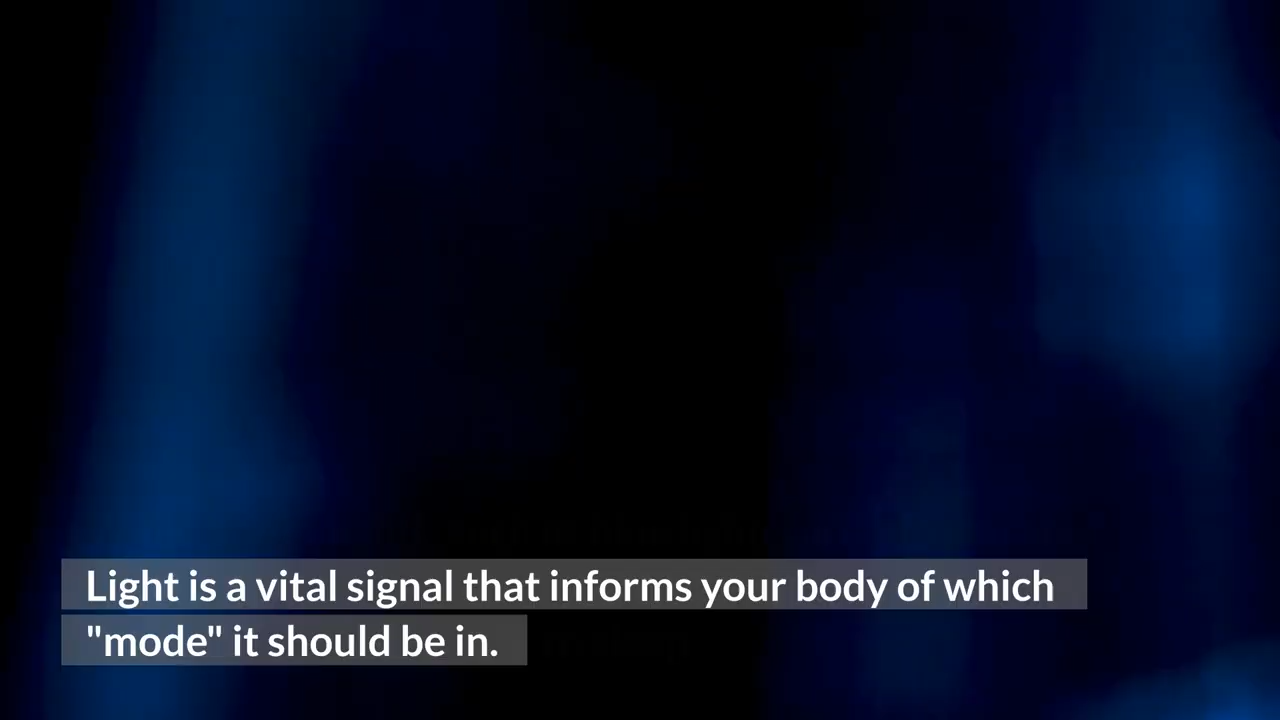 Light is a vital signal that informs your body of which
"mode" it should be in.